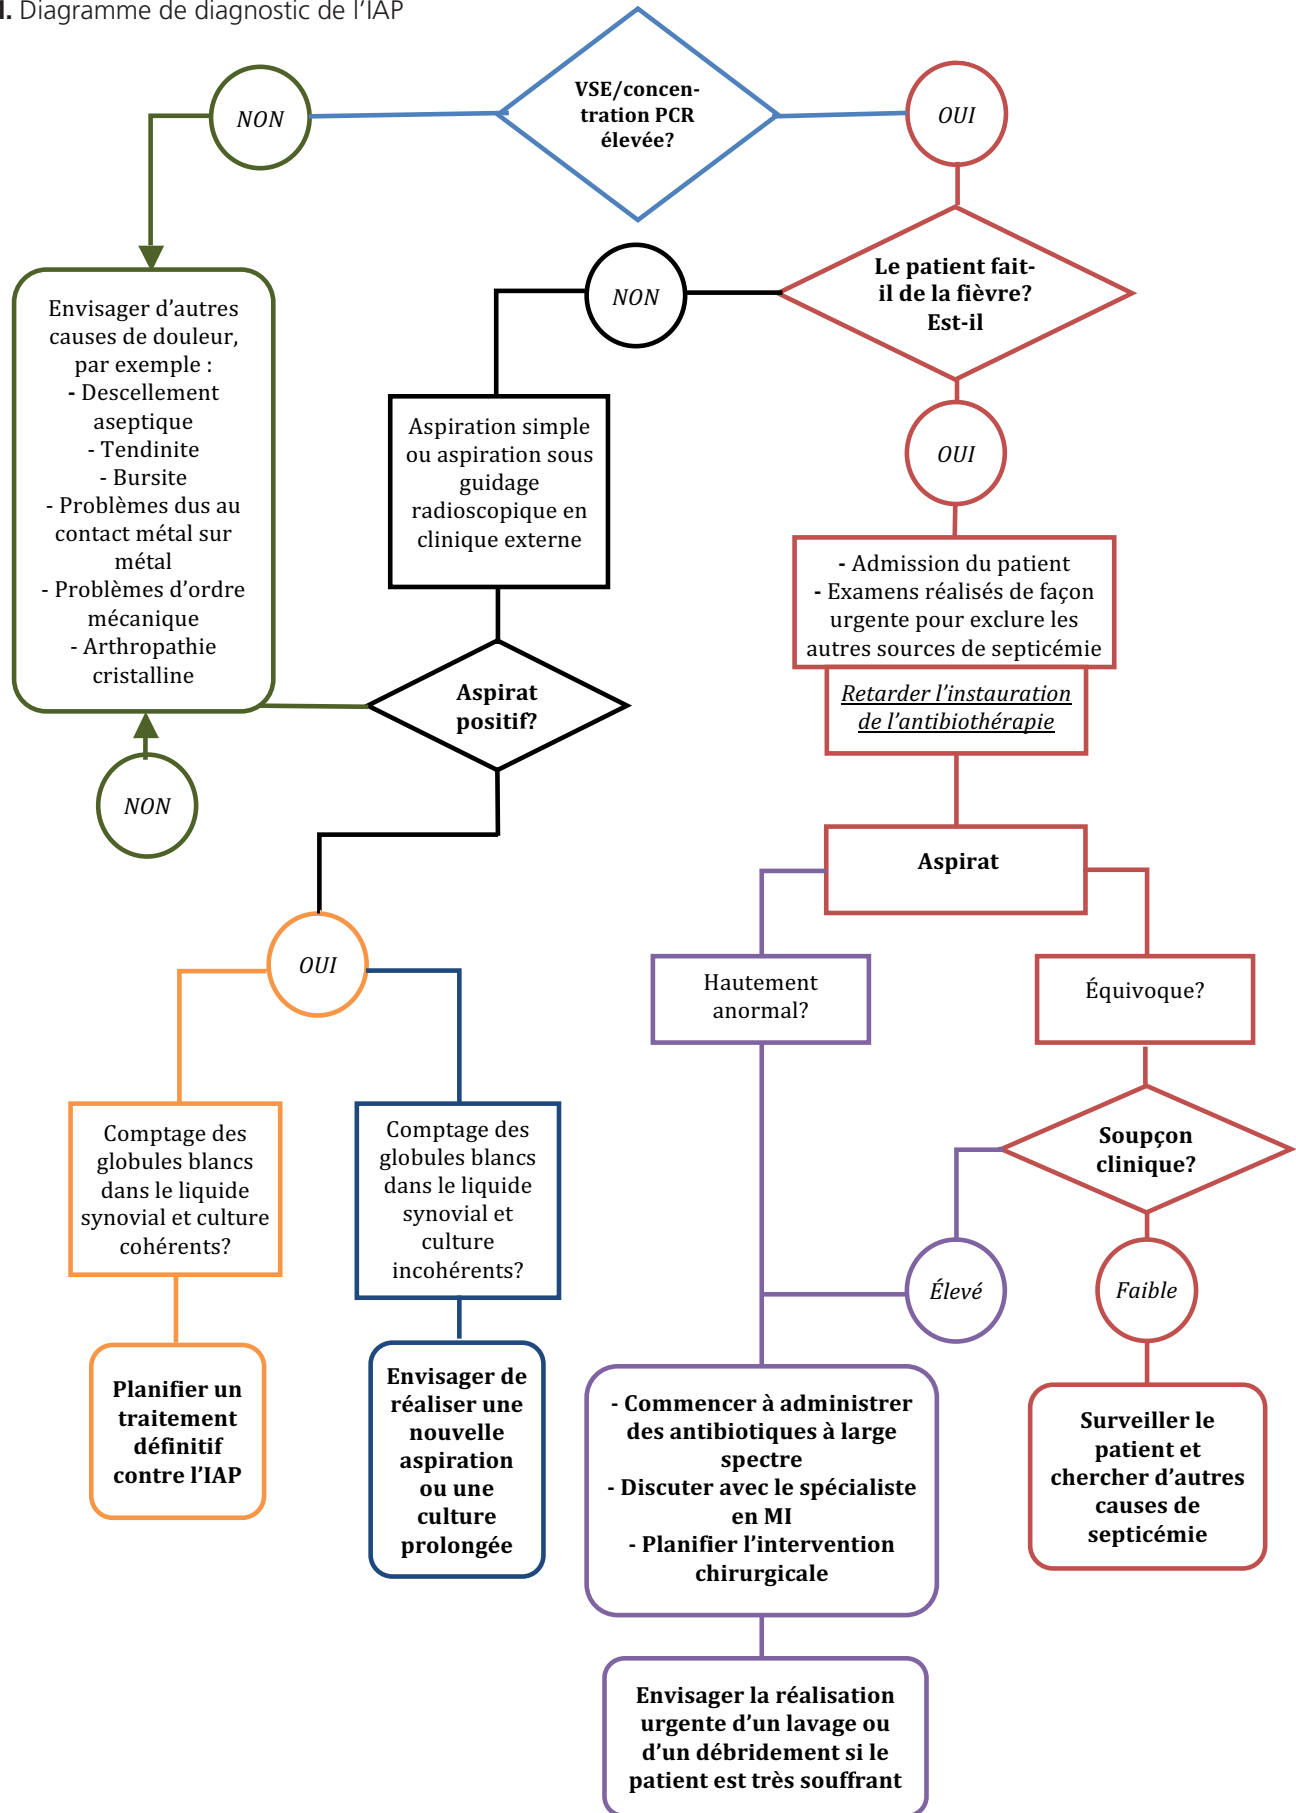 Diagramme de diagnostic de l'IAP
VSE/concen-
tration PCR
élevée?
NON
OUI
Le patient fait-
il de la fièvre?
Est-il
NON
Envisager d'autres
causes de douleur,
par exemple :
- Descellement
aseptique
- Tendinite
- Bursite
- Problèmes dus au
contact métal sur
métal
- Problèmes d'ordre
mécanique
- Arthropathie
cristalline
Aspiration simple
ou aspiration sous
guidage
radioscopique en
clinique externe
OUI
- Admission du patient
- Examens réalisés de façon
urgente pour exclure les
autres sources de septicémie
Retarder l'instauration
de l'antibiothérapie
Aspirat
positif?
NON
Aspirat
OUI
Hautement
anormal?
Équivoque?
Comptage des
globules blancs
dans le liquide
synovial et culture
cohérents?
Comptage des
globules blancs
dans le liquide
synovial et
culture
incohérents?
Soupçon
clinique?
Élevé
Faible
Planifier un
traitement
définitif
contre l'IAP
Envisager de
réaliser une
nouvelle
aspiration
ou une
culture
prolongée
- Commencer à administrer
des antibiotiques à large
spectre
- Discuter avec le spécialiste
en MI
- Planifier l'intervention
chirurgicale
Surveiller le
patient et
chercher d'autres
causes de
septicémie
Envisager la réalisation
urgente d'un lavage ou
d'un débridement si le
patient est très souffrant